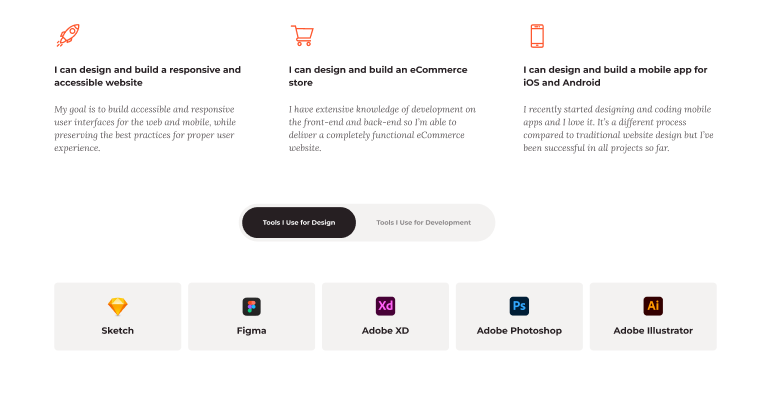 I can design and build a responsive and
accessible website
My goal is to build accessible and responsive
user interfaces for the web and mobile, while
preserving the best practices for proper user
experience.
I can design and build an eCommerce
store
I have extensive knowledge of development on
the front-end and back-end so I'm able to
deliver a completely functional eCommerce
website.
I can design and build a mobile app for
iOS and Android
I recently started designing and coding mobile
apps and I love it. It's a different process
compared to traditional website design but I've
been successful in all projects so far.
Tools I Use for Design
Tools I Use for Development
Xd
Ps
Ai
Sketch
Figma
Adobe XD
Adobe Photoshop
Adobe Illustrator